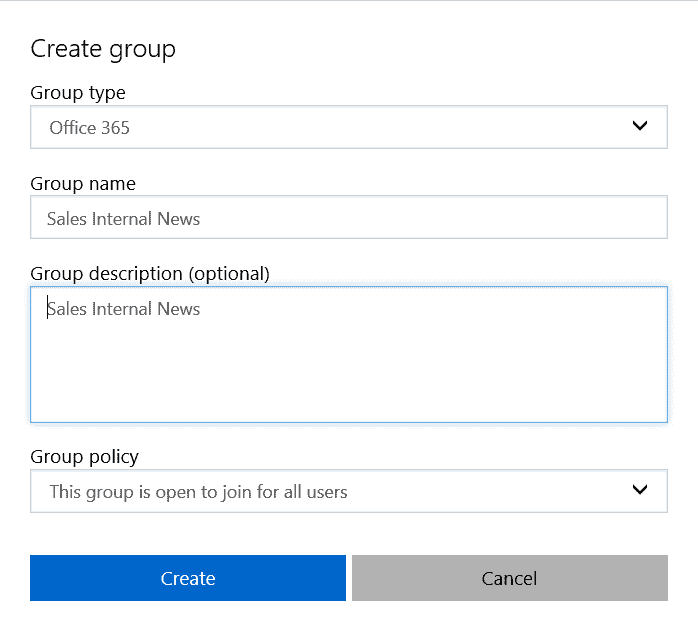 Create group
Group type
Office 365
Group name
Sales Internal News
Group description (optional)
Sales Internal News
Group policy
This group is open to join for all users
Create
Cancel